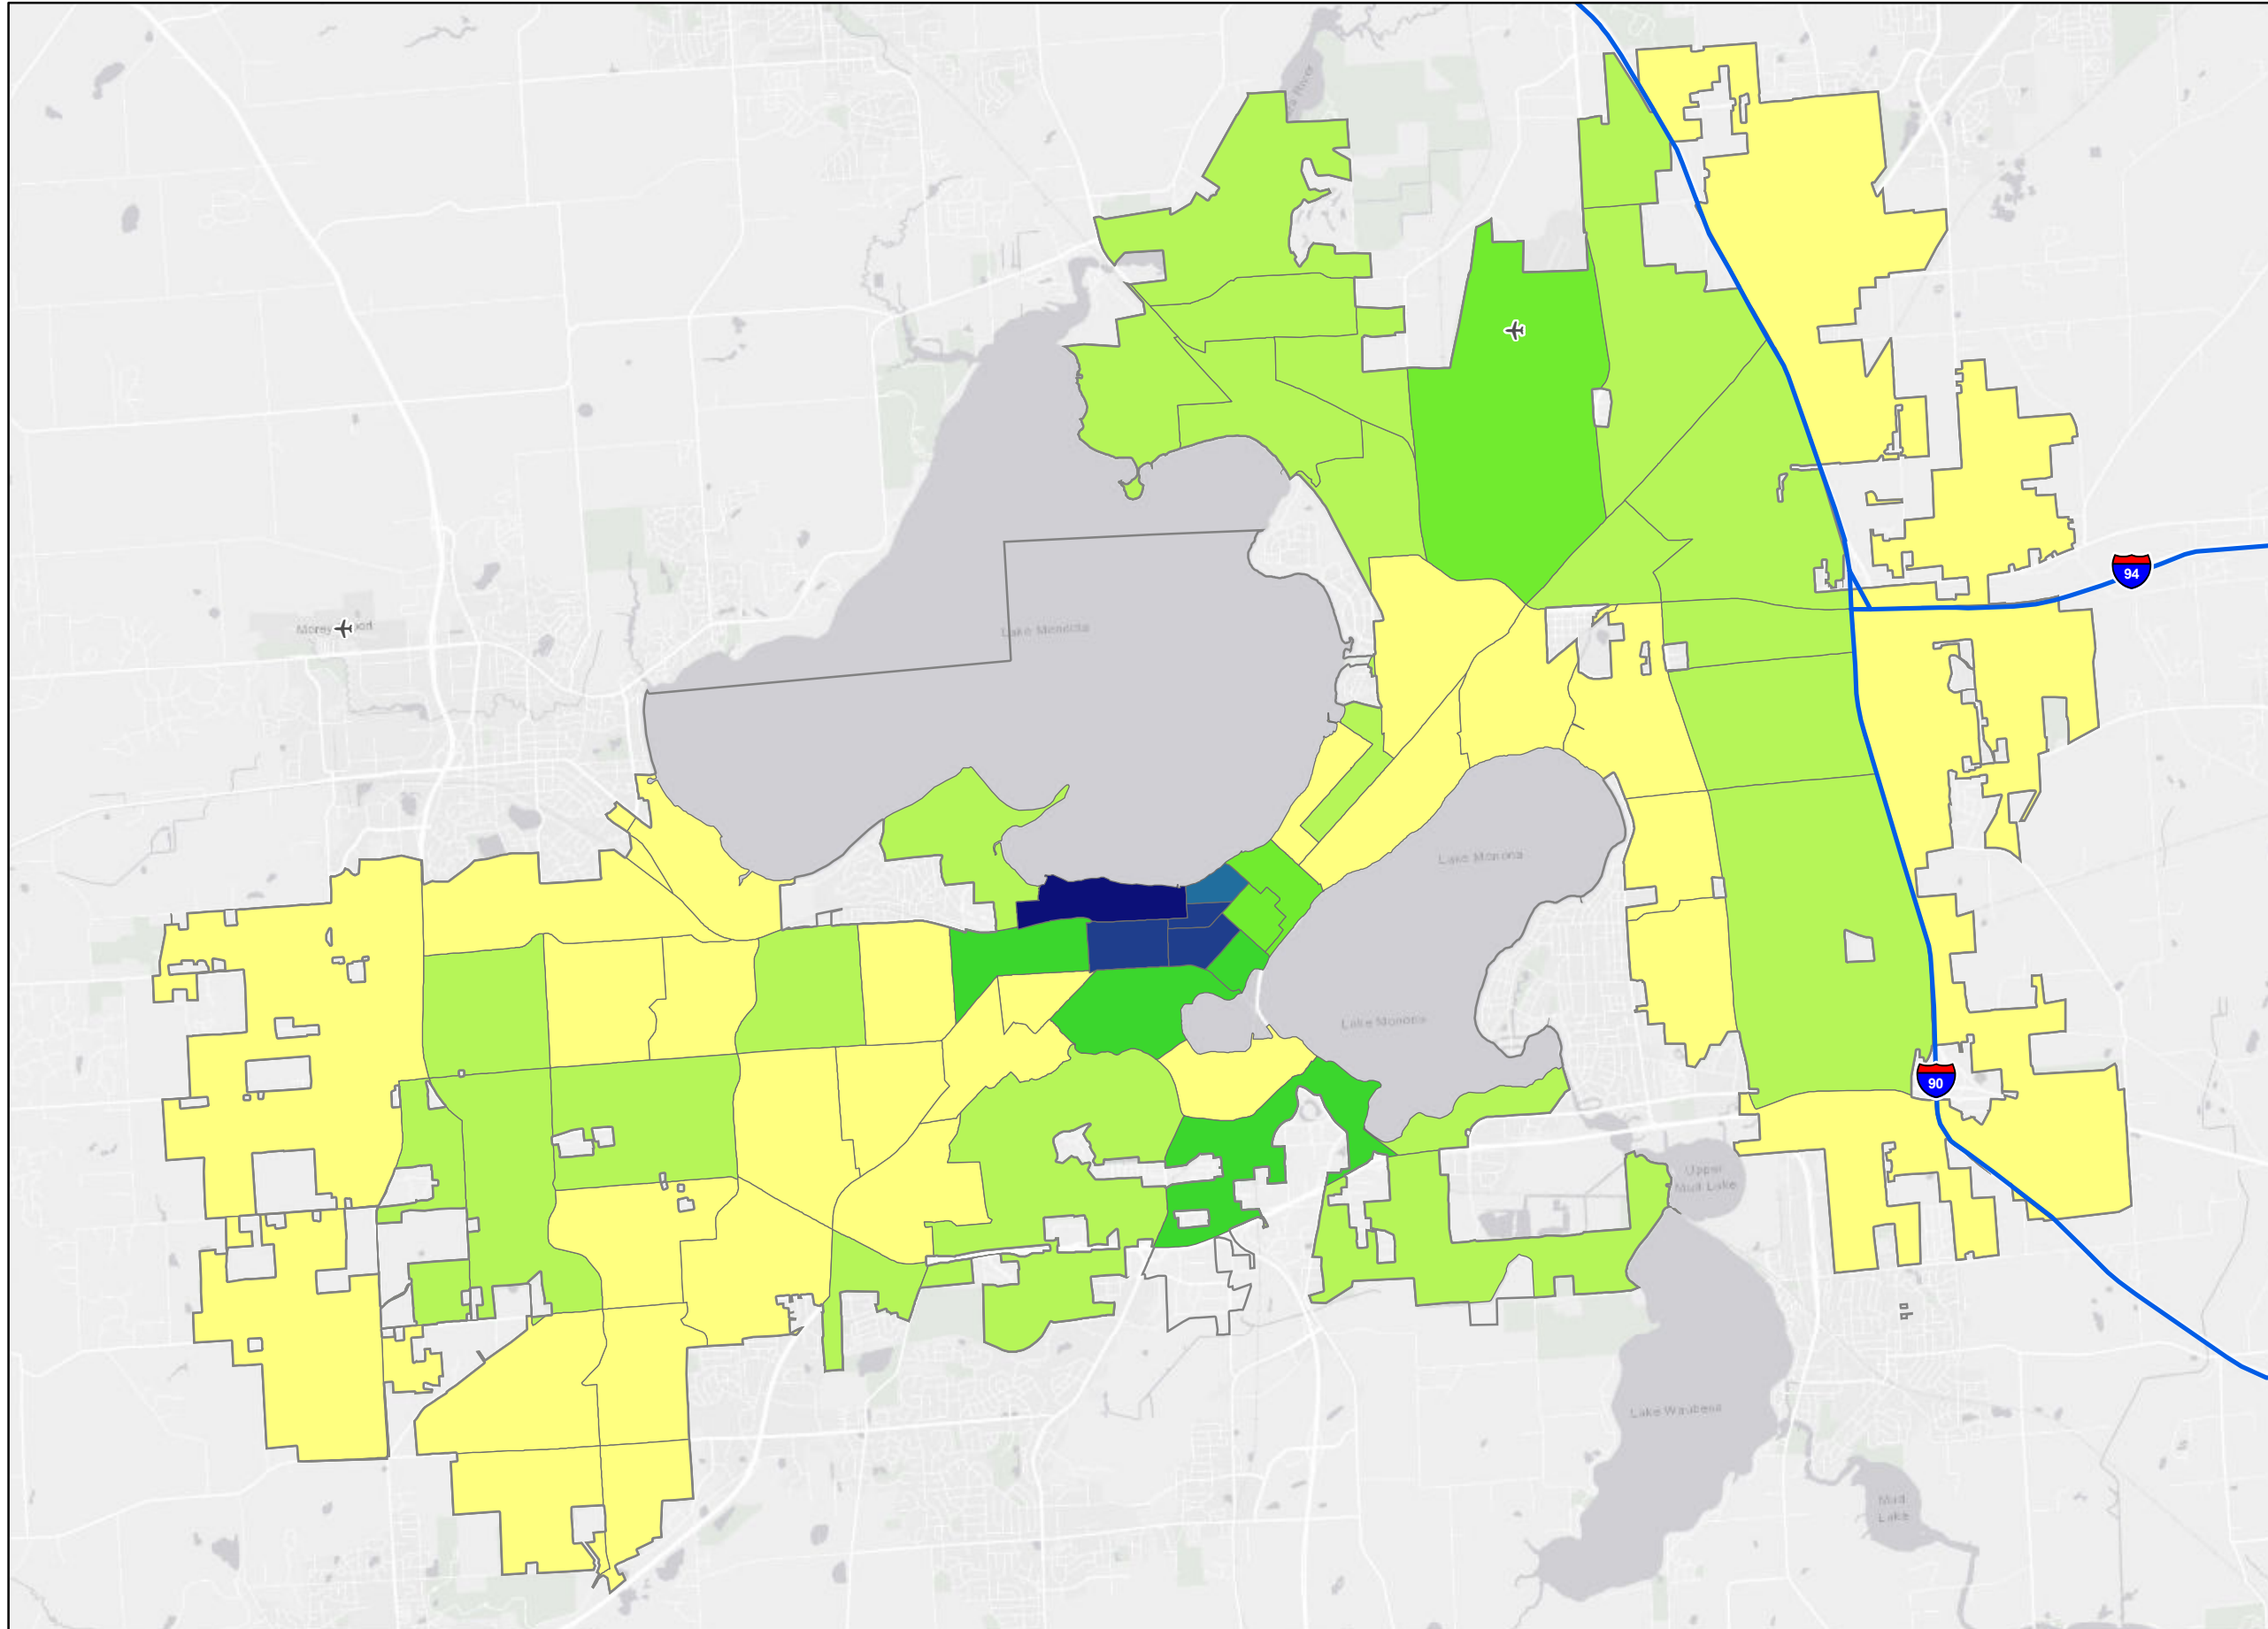 94
Lake Mendota
Lake Monona
Lake Monona
90
Upper
Mud Lake
Lake Waubesa
Mud
Lake